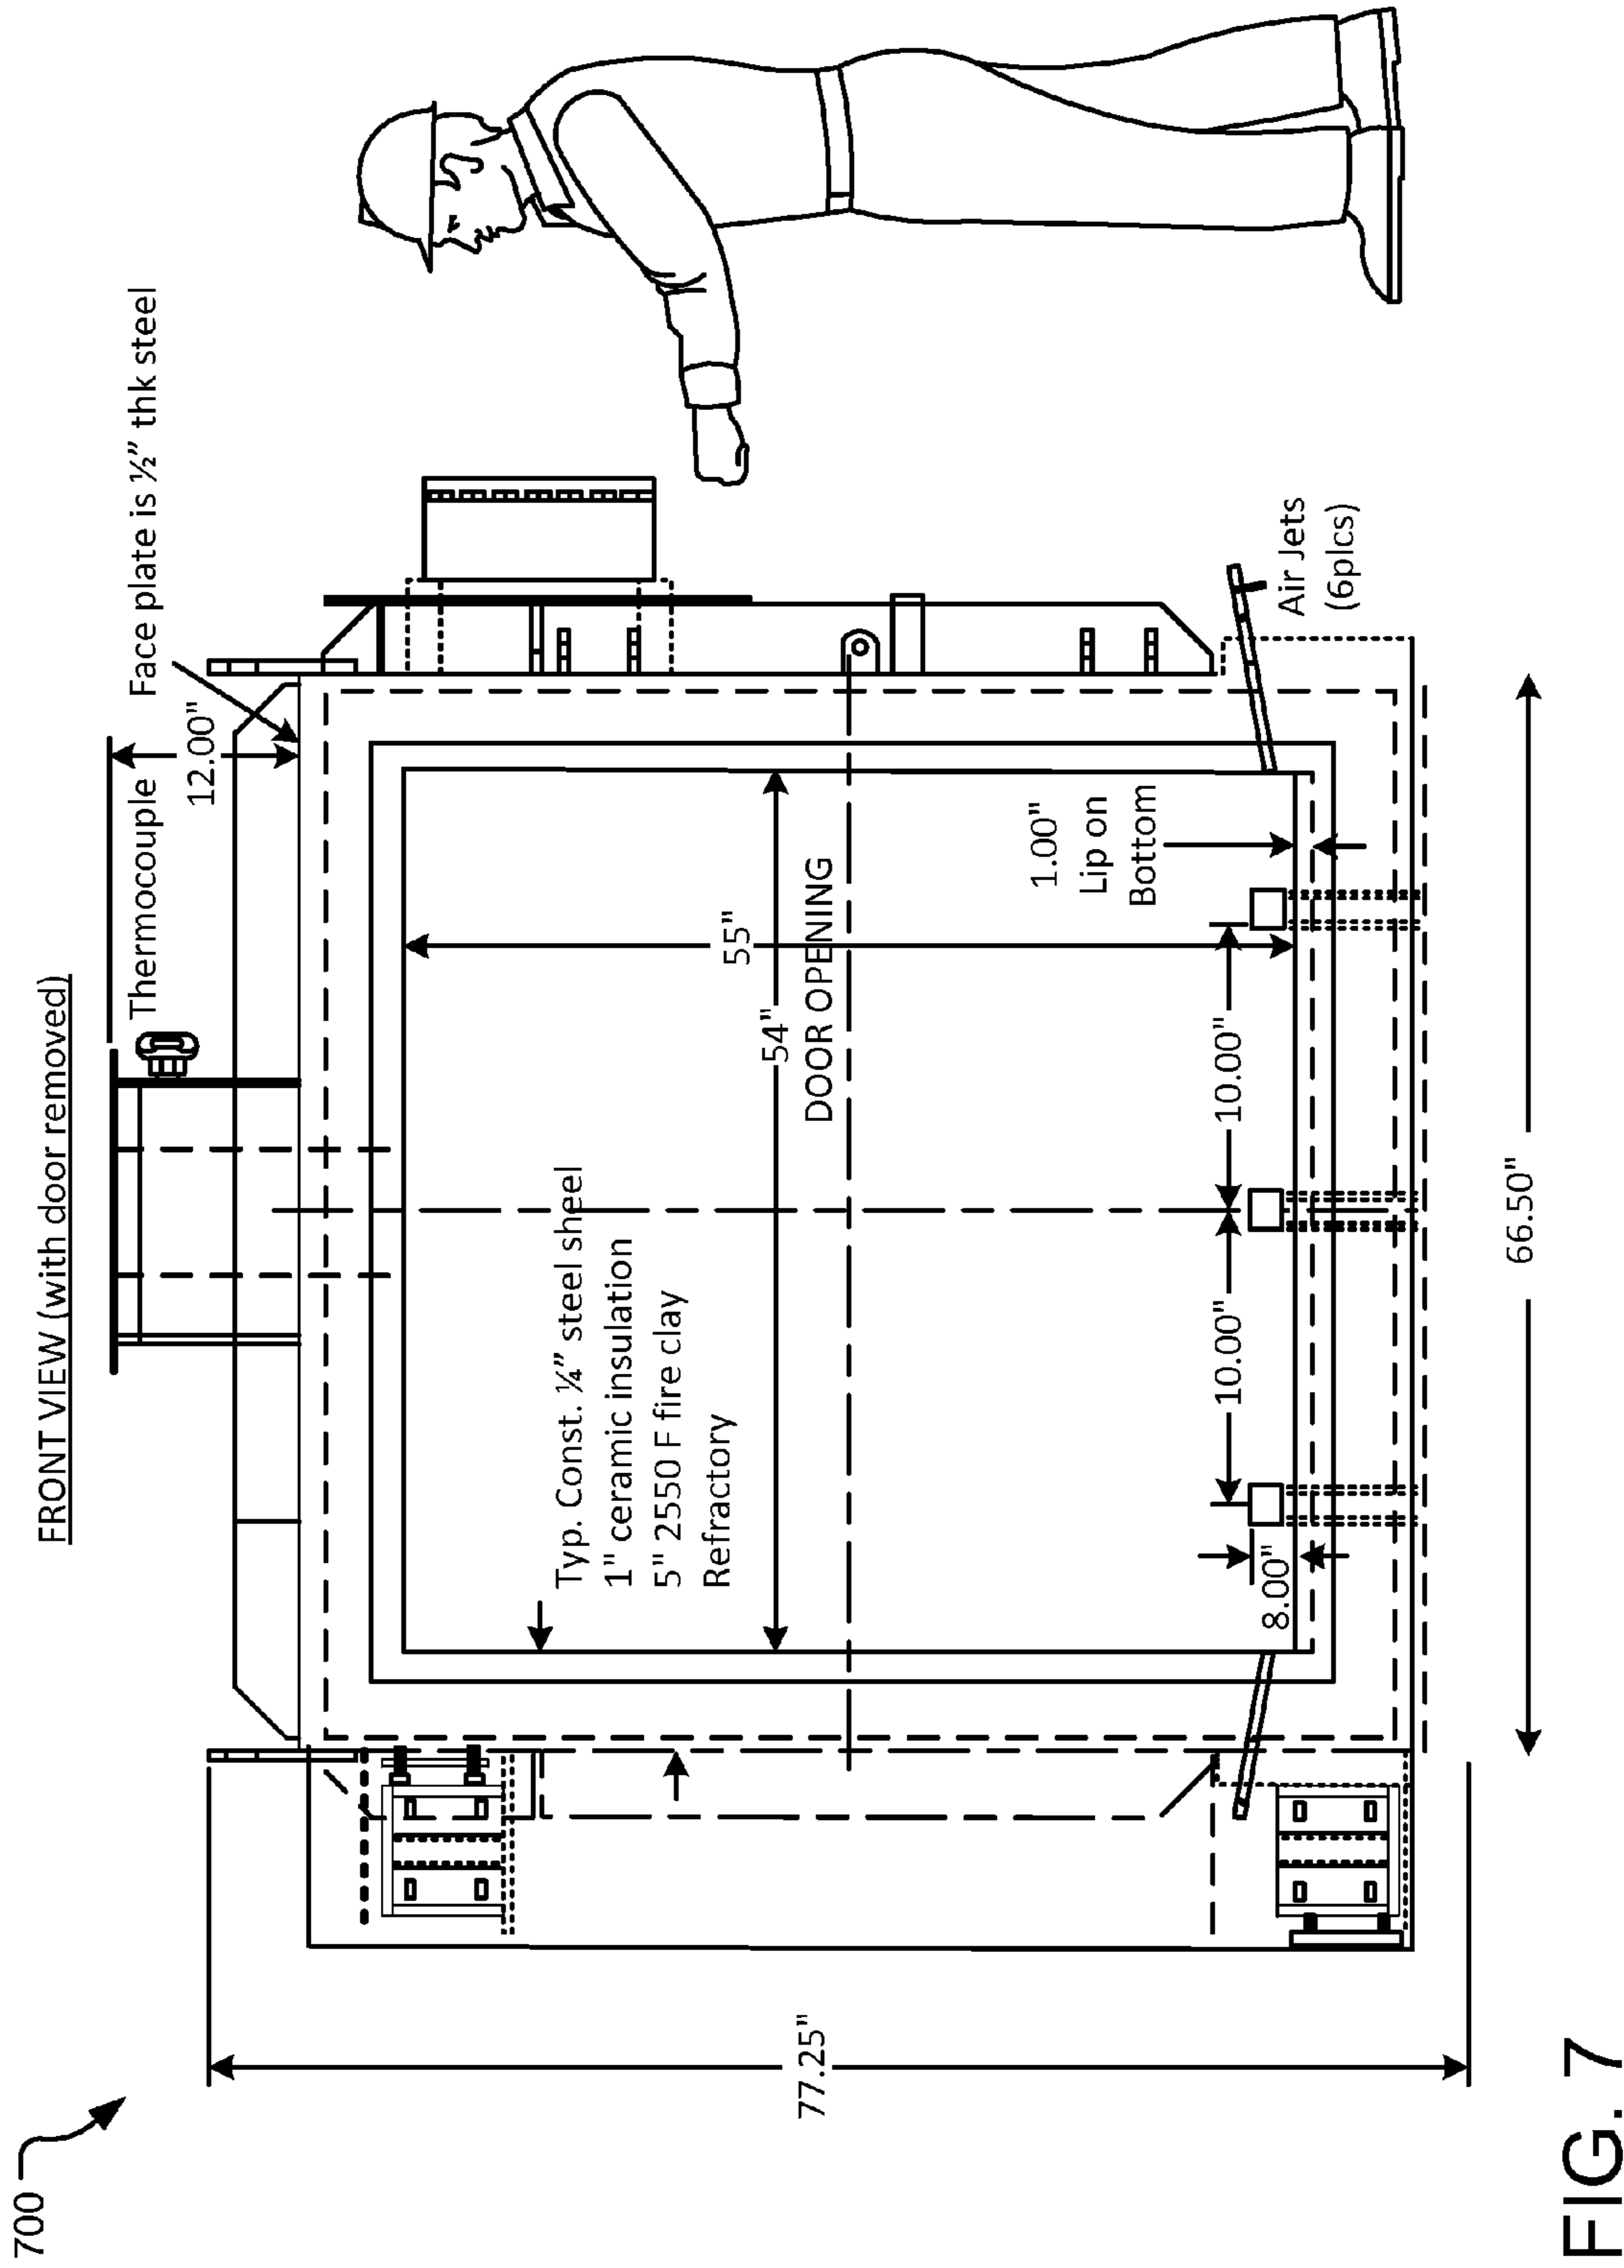 700
FRONT VIEW (with door removed)
Thermocouple
Face plate is ½” thk steel
12.00"
Typ. Const. ¼” steel sheel
1" ceramic insulation
5" 2550 F fire clay
Refractory
55"
54"
DOOR OPENING
1.00"
Lip on
Bottom
77.25"
8.00"
10.00"
10.00"
Air Jets
(6plcs)
66.50"
FIG. 7